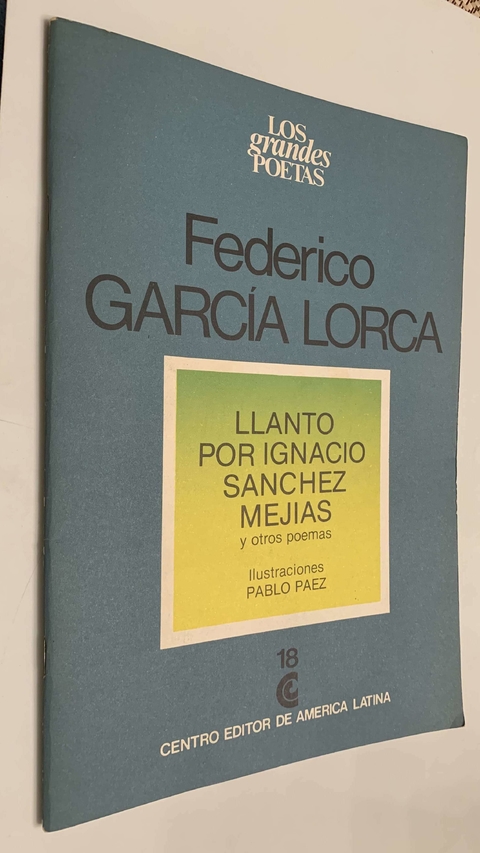 LOS
grandes
POETAS
Federico
GARCÍA LORCA
LLANTO
POR IGNACIO
SANCHEZ
MEJIAS
y otros poemas
Ilustraciones
PABLO PAEZ
18
CENTRO EDITOR DE AMERICA LATINA